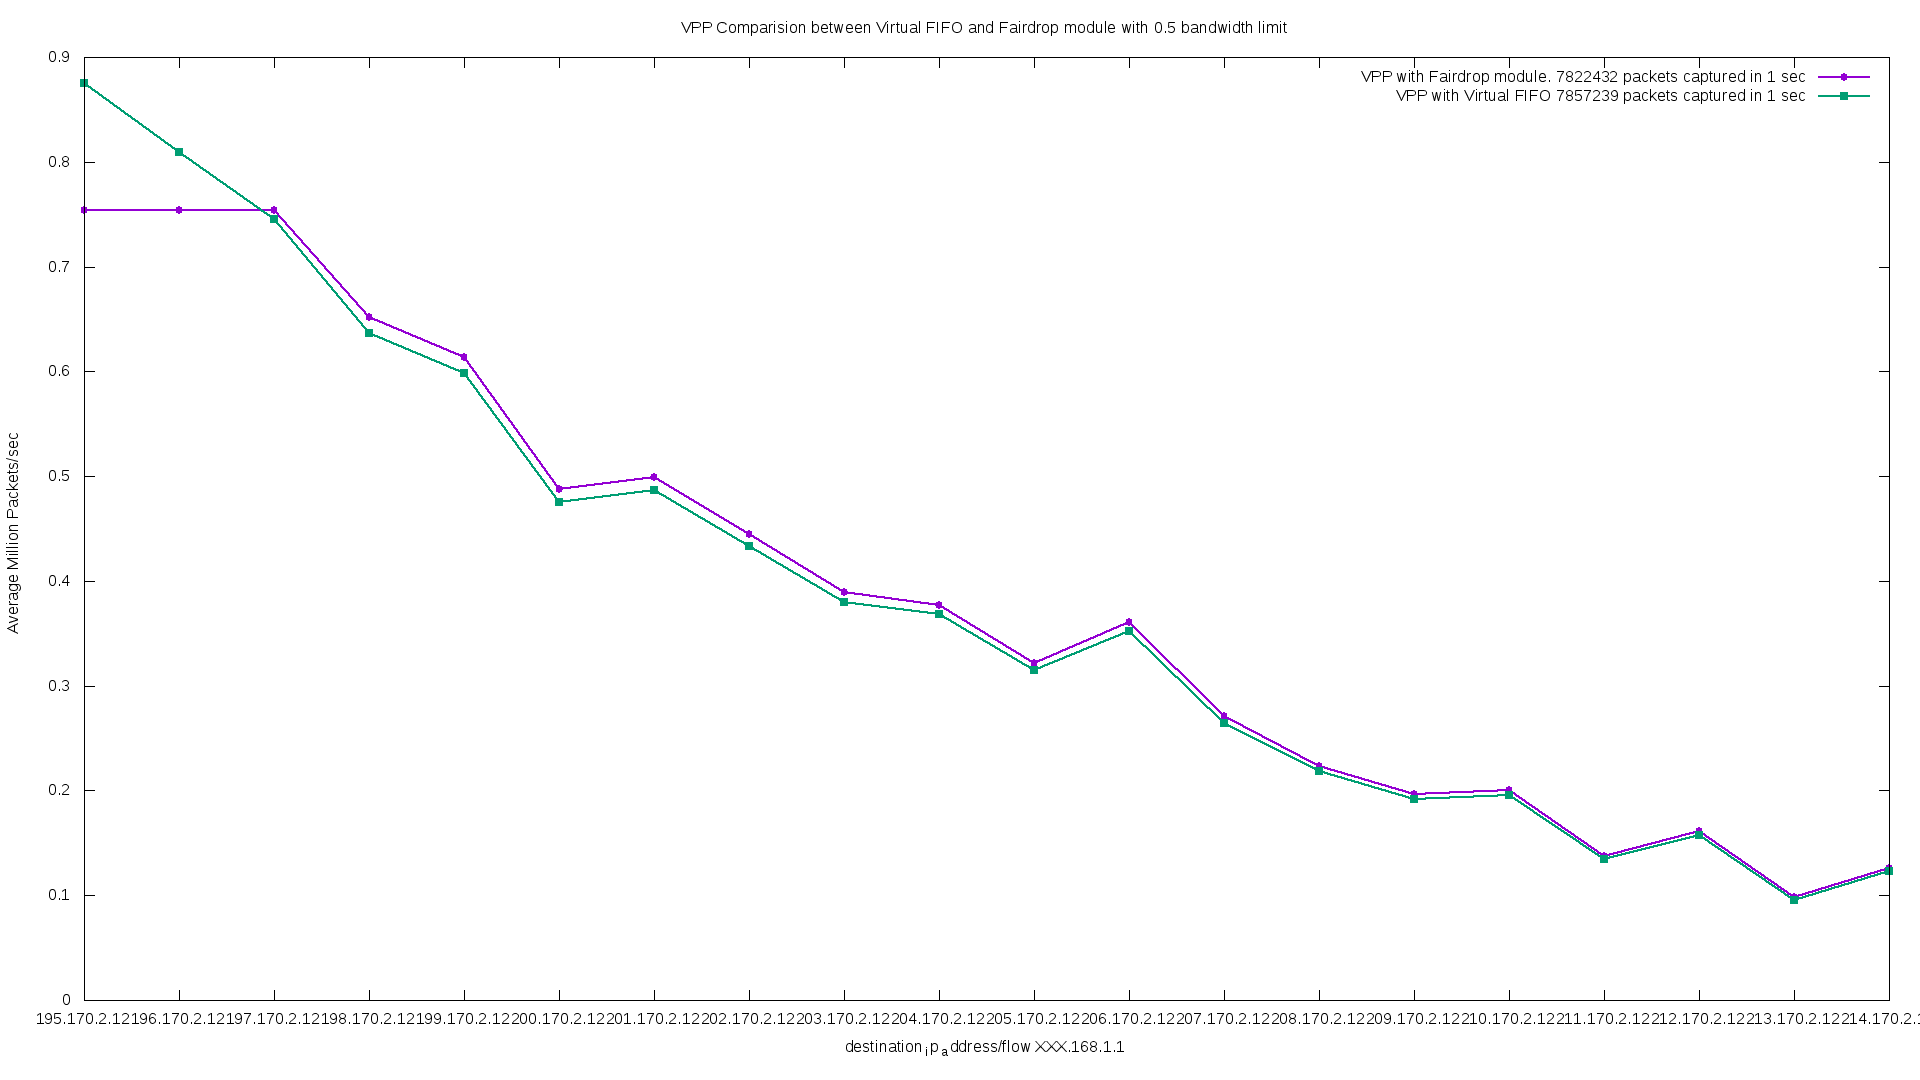 VPP Comparision between Virtual FIFO and Fairdrop module with 0.5 bandwidth limit
VPP with Fairdrop module. 7822432 packets captured in 1 sec
VPP with Virtual FIFO 7857239 packets captured in 1 sec
0.9
0.8
0.7
0.6
0.5
0.4
0.3
0.2
0.1
0
Average Million Packets/sec
195.170.2.12196.170.2.12197.170.2.12198.170.2.12199.170.2.12200.170.2.12201.170.2.12202.170.2.12203.170.2.12204.170.2.12205.170.2.12206.170.2.12207.170.2.12208.170.2.12209.170.2.12210.170.2.12211.170.2.12212.170.2.12213.170.2.12214.170.2.1
destination ip address/flow XXX.168.1.1